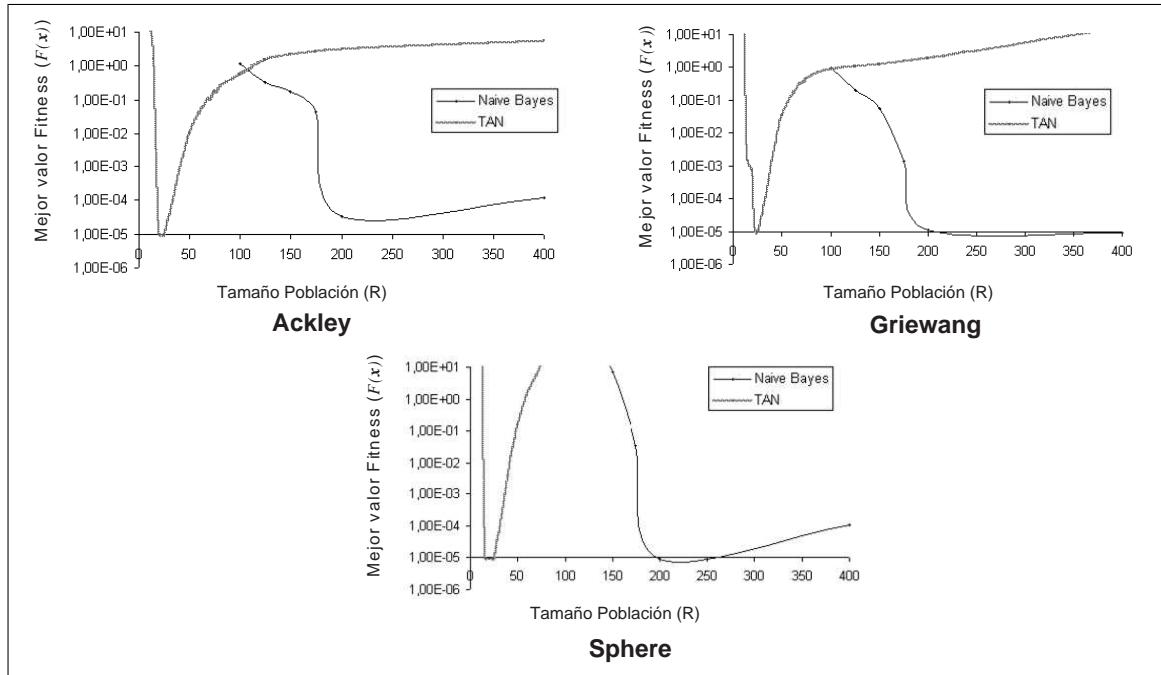 Mejor valor Fitness (F(x))
1,00E+01
1,00E+00
1,00E-01
1,00E-02
1,00E-03
1,00E-04
1,00E-05
1,00E-06
0 50 100 150 200 250 300 350 400
Naive Bayes
TAN
Tamaño Población (R)
Ackley
Mejor valor Fitness (F(x))
1,00E+01
1,00E+00
1,00E-01
1,00E-02
1,00E-03
1,00E-04
1,00E-05
1,00E-06
0 50 100 150 200 250 300 350 400
Naive Bayes
TAN
Tamaño Población (R)
Griewang
Mejor valor Fitness (F(x))
1,00E+01
1,00E+00
1,00E-01
1,00E-02
1,00E-03
1,00E-04
1,00E-05
1,00E-06
0 50 100 150 200 250 300 350 400
Naive Bayes
TAN
Tamaño Población (R)
Sphere